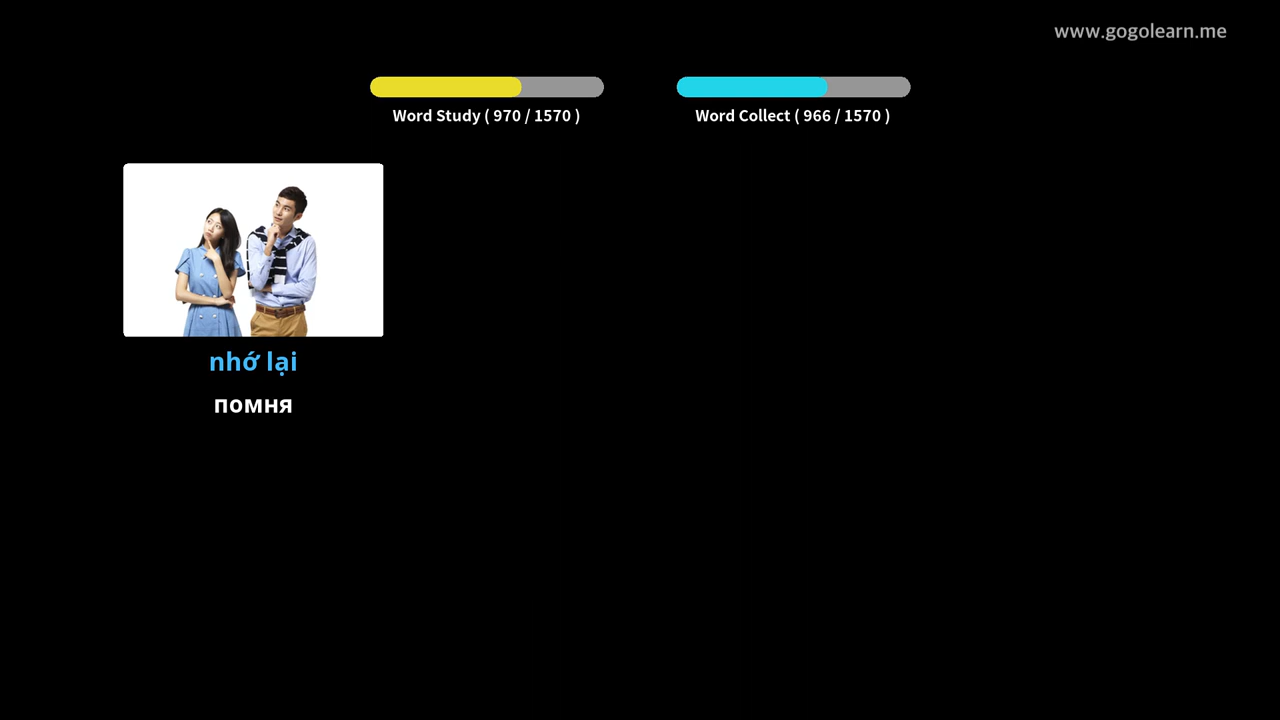 www.gogolearn.me
Word Study ( 970 / 1570 )
Word Collect ( 966 / 1570 )
nhớ lại
помня